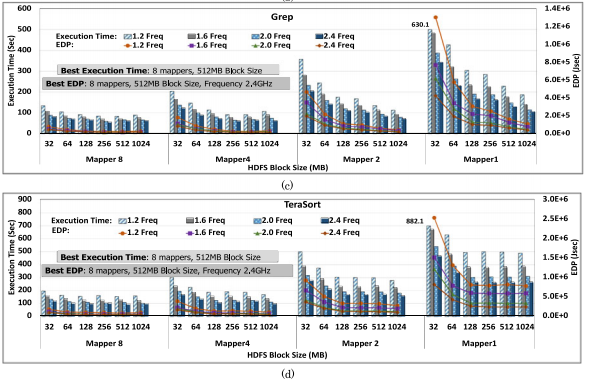 Grep
600
500
400
300
200
100
0
Execution Time (Sec)
Execution Time:
1.2 Freq
1.6 Freq
2.0 Freq
2.4 Freq
EDP:
1.2 Freq
1.6 Freq
2.0 Freq
2.4 Freq
Best Execution Time: 8 mappers, 512MB Block Size
Best EDP: 8 mappers, 512MB Block Size, Frequency 2,4GHz
630.1
1.4E+6
1.2E+6
1.0E+6
8.0E+5
6.0E+5
4.0E+5
2.0E+5
0.0E+0
EDP (Jsec)
32 64 128 256 512 1024 32 64 128 256 512 1024 32 64 128 256 512 1024 32 64 128 256 512 1024
Mapper 8 Mapper4 Mapper 2 Mapper1
HDFS Block Size (MB)
(c)
TeraSort
900
800
700
600
500
400
300
200
100
0
Execution Time (Sec)
Execution Time:
1.2 Freq
1.6 Freq
2.0 Freq
2.4 Freq
EDP:
1.2 Freq
1.6 Freq
2.0 Freq
2.4 Freq
Best Execution Time: 8 mappers, 512MB Block Size
Best EDP: 8 mappers, 512MB Block Size, Frequency 2,4GHz
882.1
3.0E+6
2.5E+6
2.0E+6
1.5E+6
1.0E+6
5.0E+5
0.0E+0
EDP (Jsec)
32 64 128 256 512 1024 32 64 128 256 512 1024 32 64 128 256 512 1024 32 64 128 256 512 1024
Mapper 8 Mapper4 Mapper 2 Mapper1
HDFS Block Size (MB)
(d)